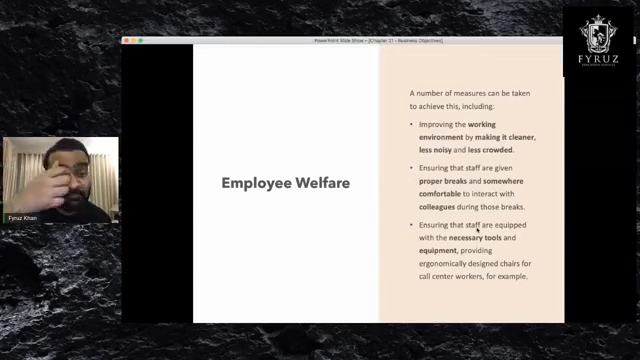 PowerPoint Slide Show - [Chapter 21 - Business Objectives]
FYRUZ
A number of measures can be taken
to achieve this, including:
• Improving the working
environment by making it cleaner,
less noisy and less crowded.
• Ensuring that staff are given
proper breaks and somewhere
comfortable to interact with
colleagues during those breaks.
• Ensuring that staff are equipped
with the necessary tools and
equipment, providing
ergonomically designed chairs for
call center workers, for example.
Employee Welfare
Fyruz Khan